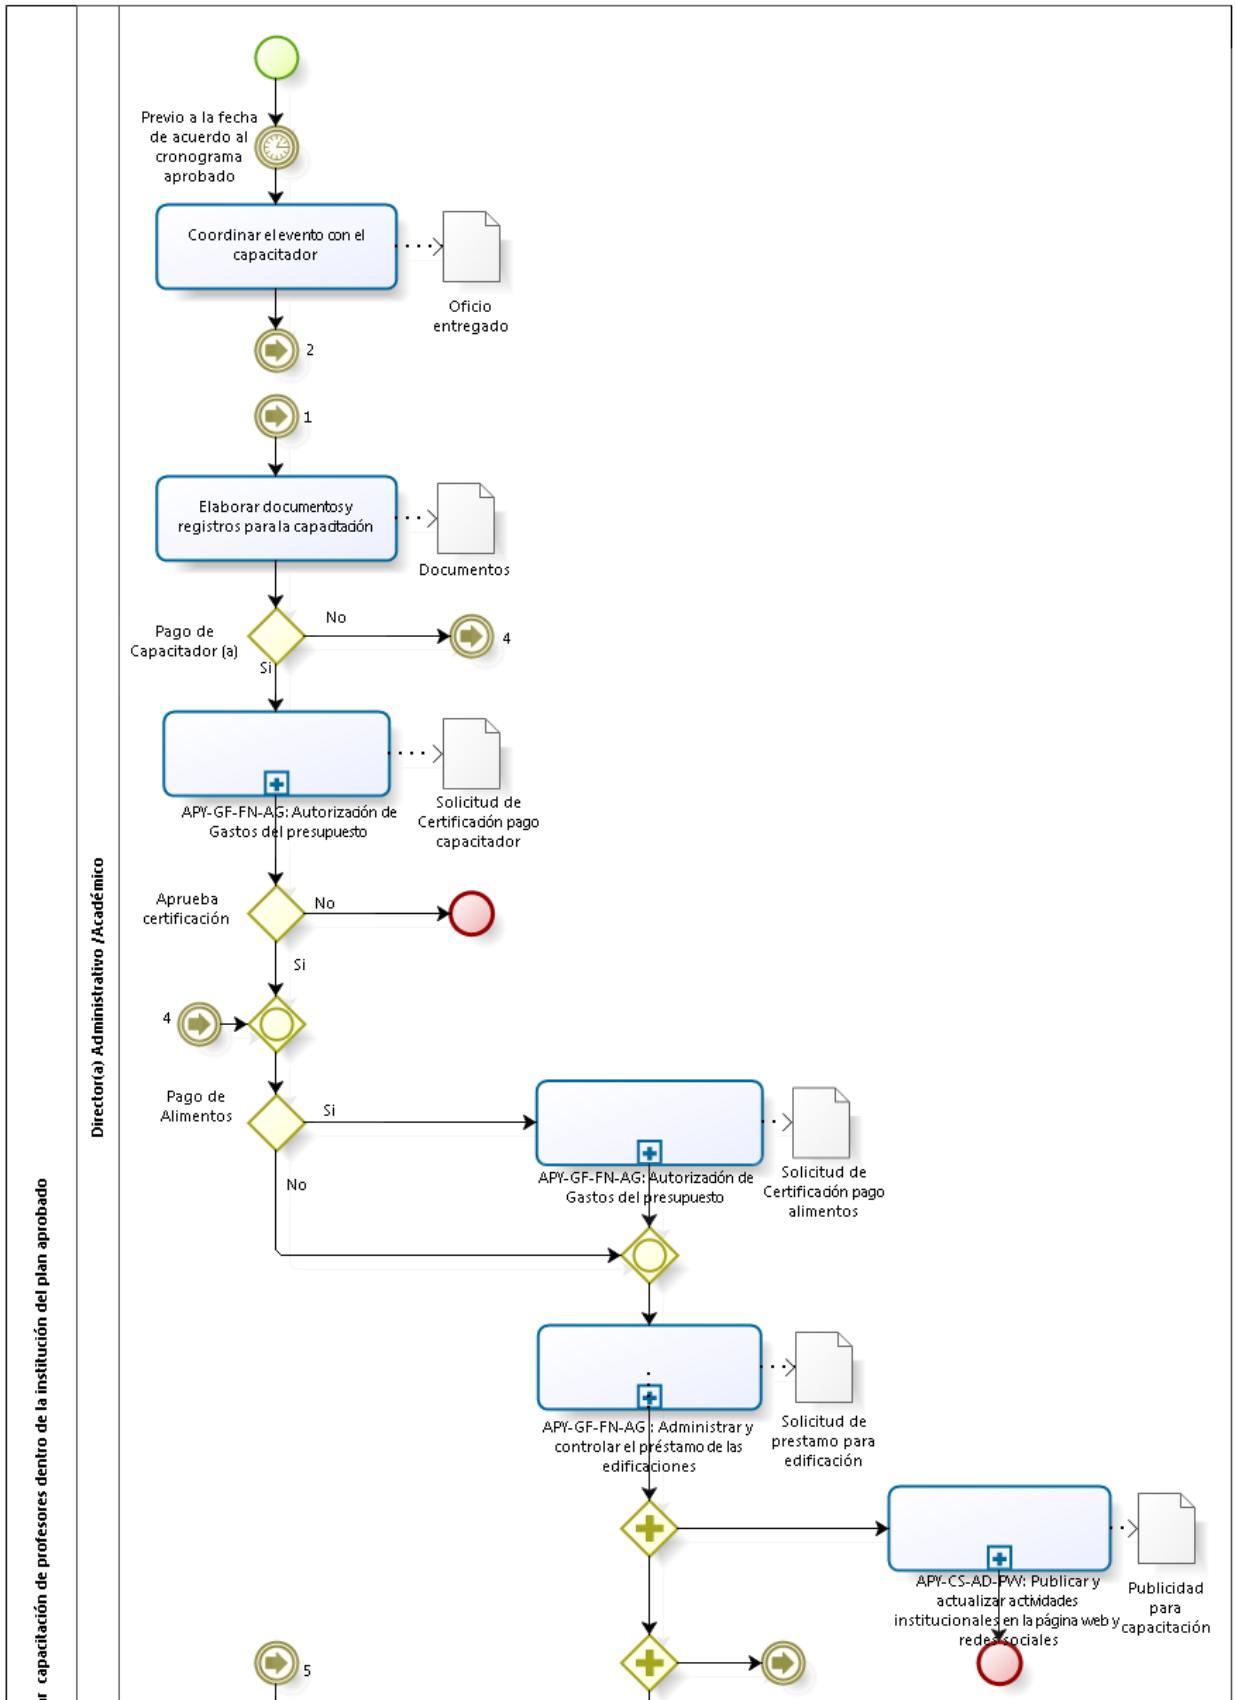 Previo a la fecha
de acuerdo al
cronograma
aprobado
Coordinar el evento con el
capacitador
Oficio
entregado
2
1
Elaborar documentos y
registros para la capacitación
Documentos
No
Pago de
Capacitador (a)
4
Si
APY-GF-FN-AG: Autorización de
Gastos del presupuesto
Solicitud de
Certificación pago
capacitador
Aprueba
certificación
No
Si
4
Pago de
Alimentos
Si
No
APY-GF-FN-AG: Autorización de
Gastos del presupuesto
Solicitud de
Certificación pago
alimentos
APY-GF-FN-AG : Administrar y
controlar el préstamo de las
edificaciones
Solicitud de
prestamo para
edificación
APY-CS-AD-PW: Publicar y
actualizar actividades
institucionales en la página web y
redes sociales
Publicidad
para
capacitación
5
Director(a) Administrativo /Académico
capacitación de profesores dentro de la institución del plan aprobado